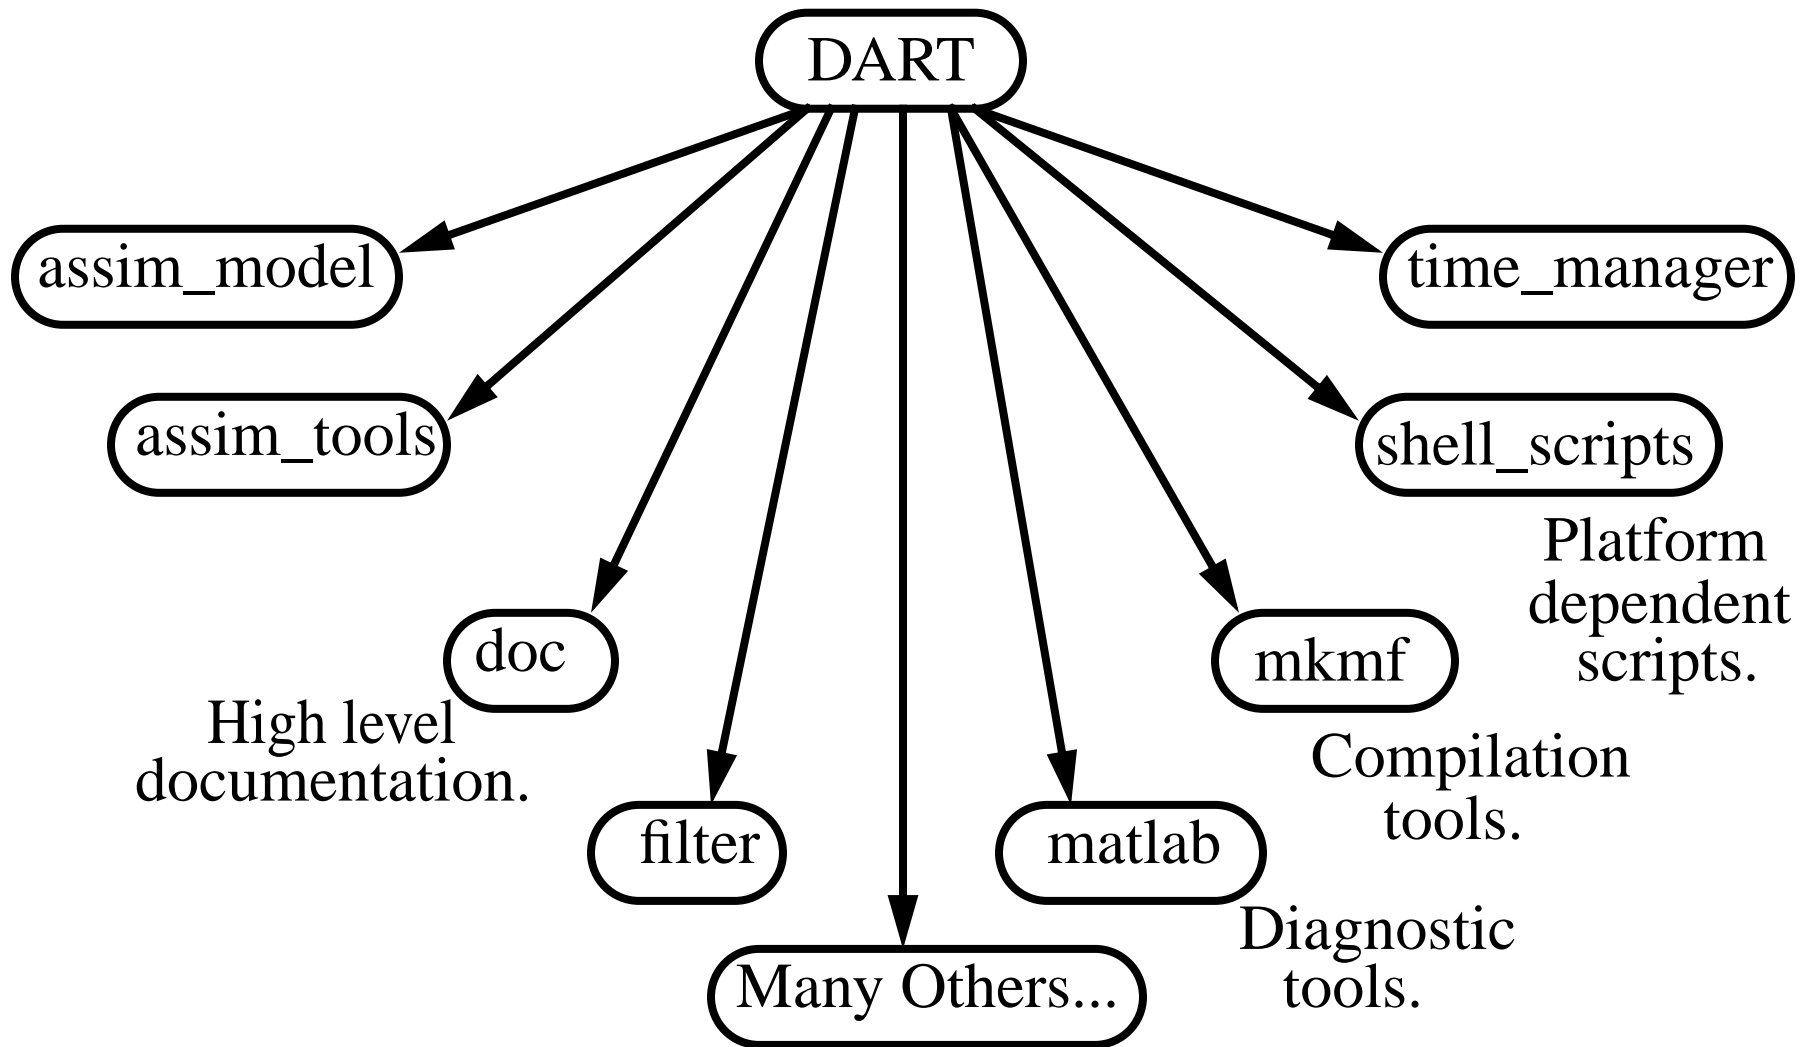 DART
assim_model
time_manager
assim_tools
shell_scripts
Platform
dependent
scripts.
doc
mkmf
High level
documentation.
Compilation
tools.
filter
matlab
Diagnostic
tools.
Many Others...